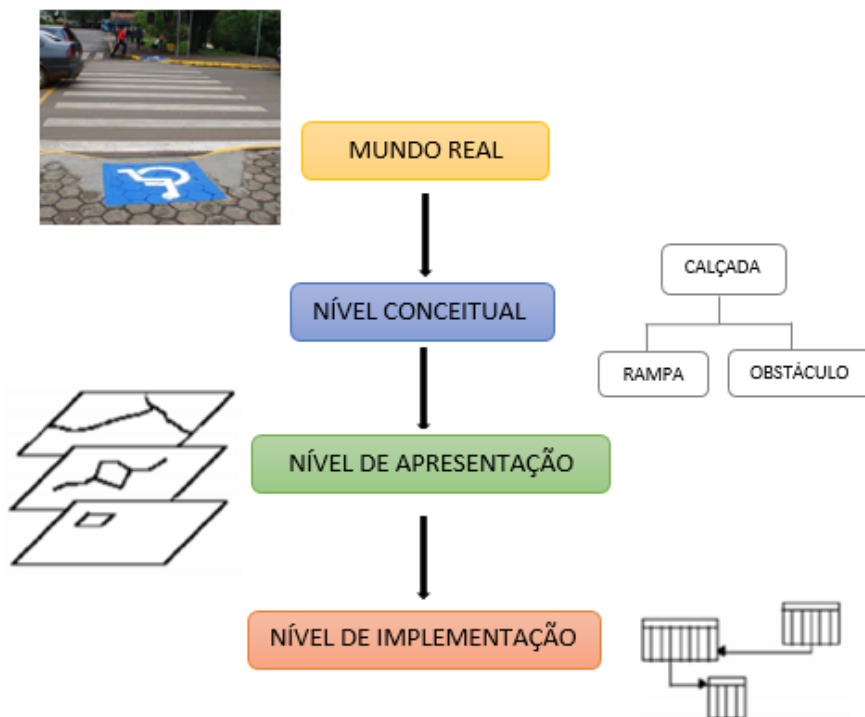 MUNDO REAL
NÍVEL CONCEITUAL
CALÇADA
RAMPA
OBSTÁCULO
NÍVEL DE APRESENTAÇÃO
NÍVEL DE IMPLEMENTAÇÃO